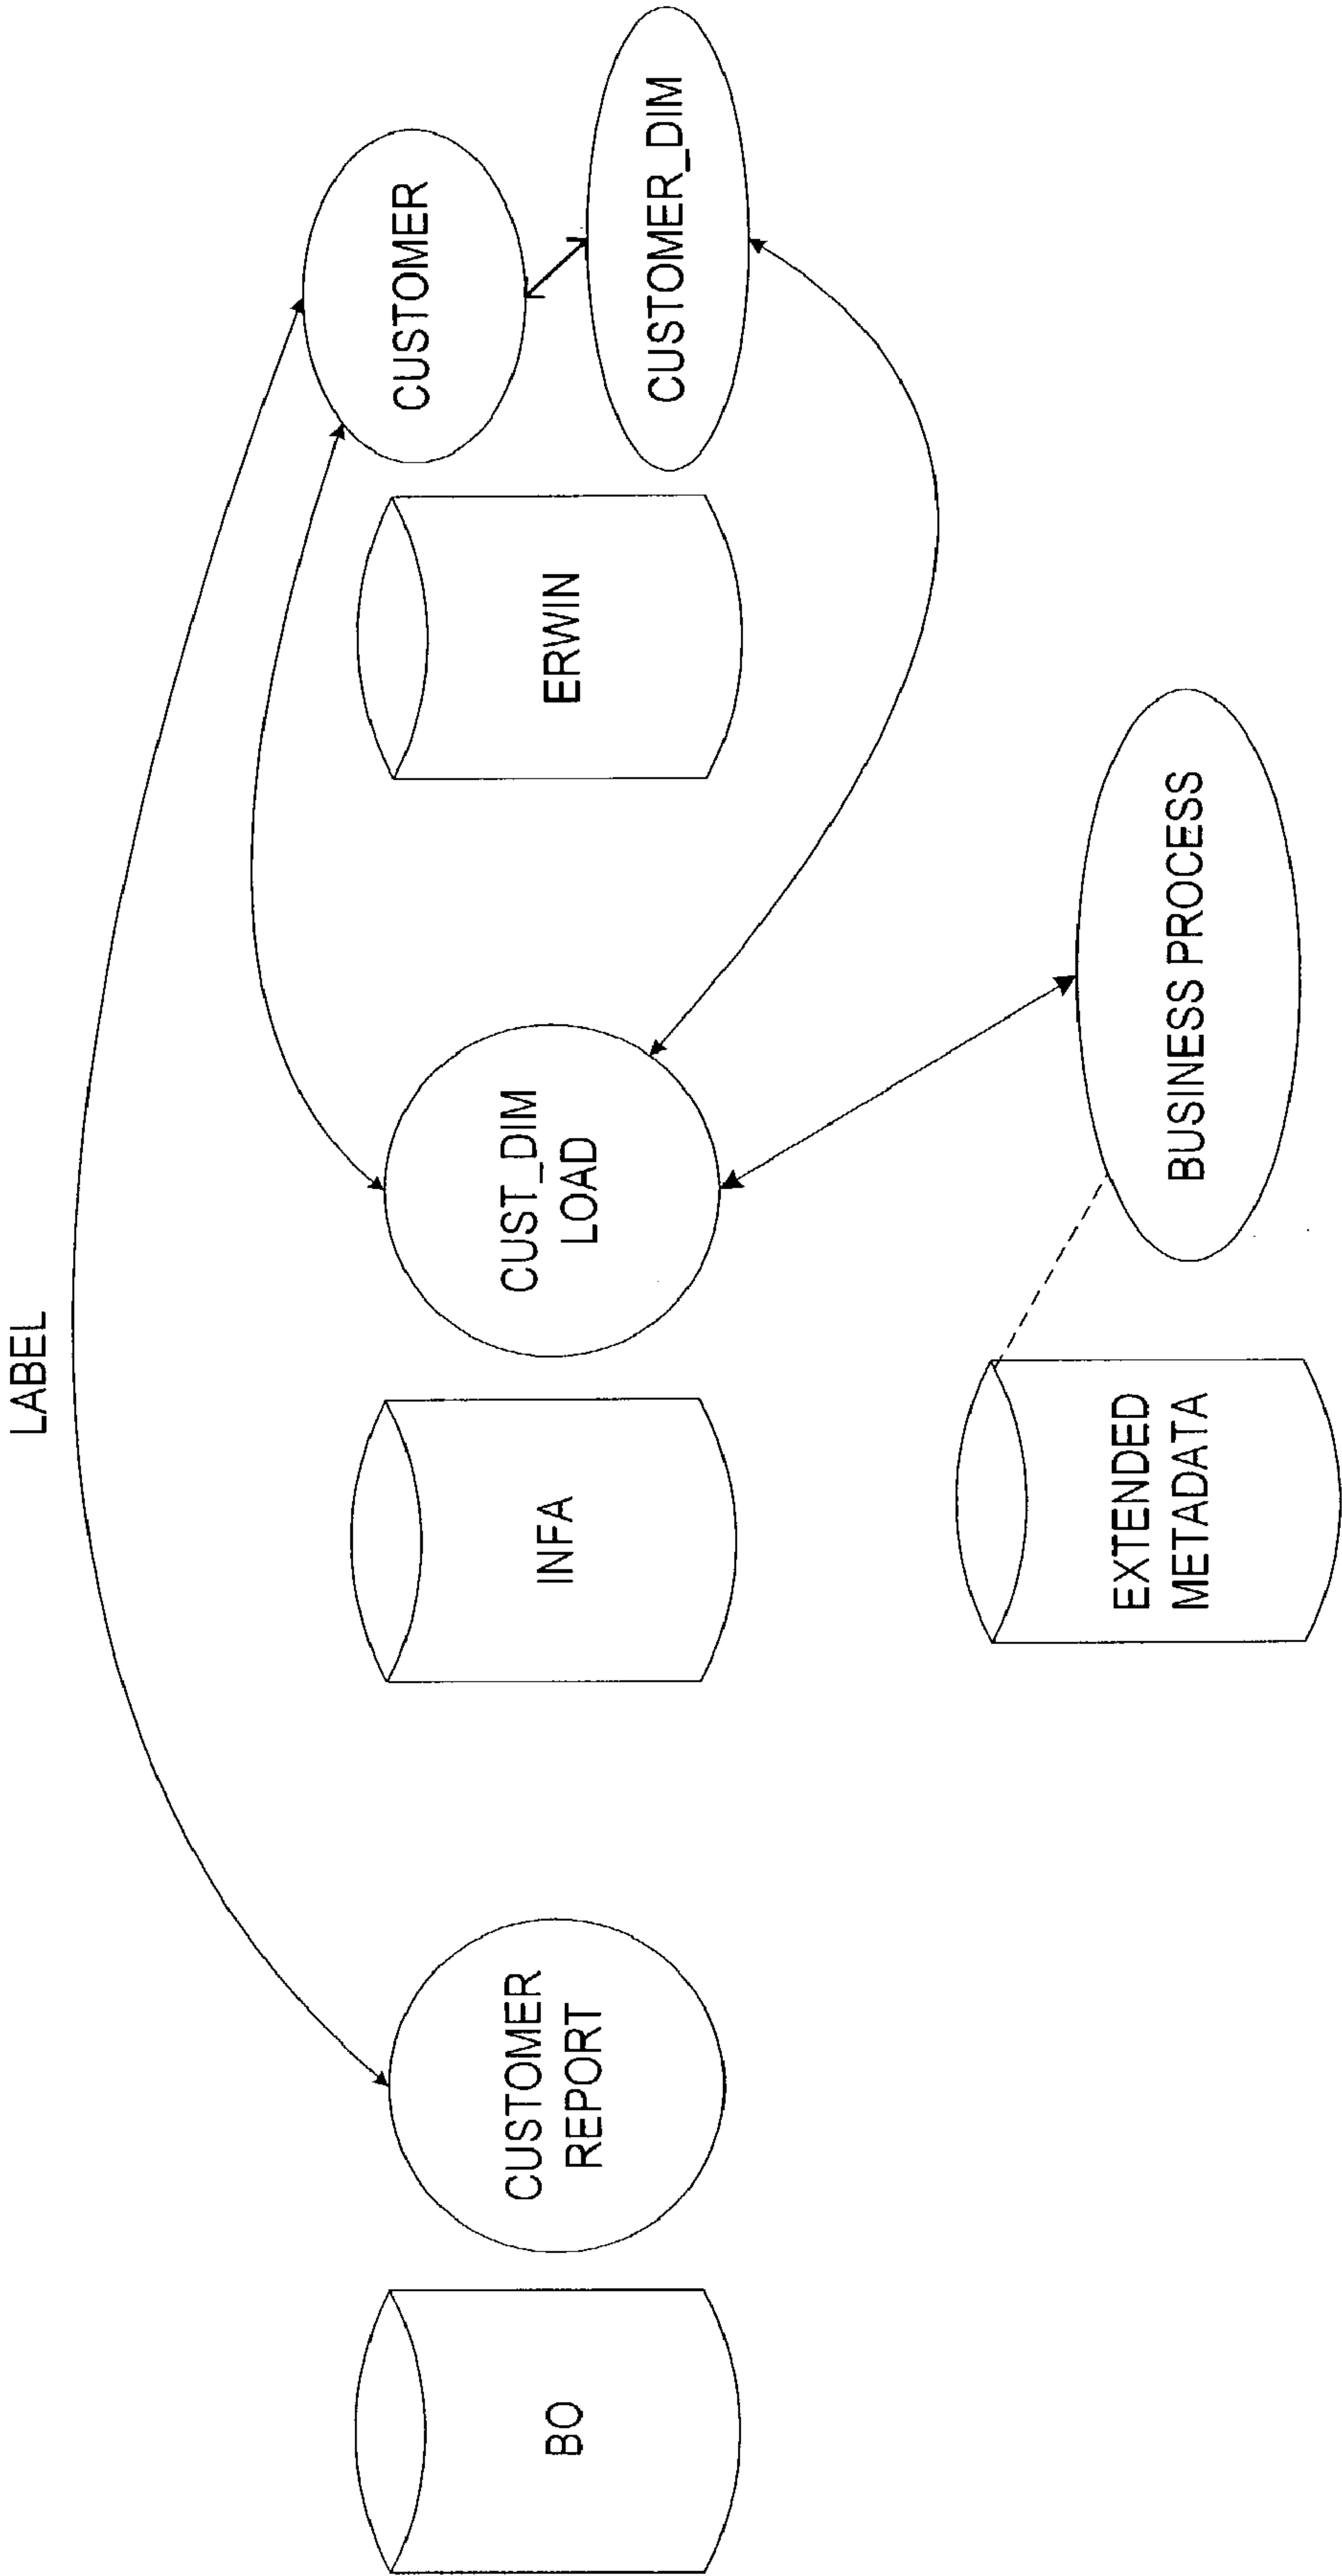 LABEL
BO
CUSTOMER
REPORT
INFA
CUST_DIM
LOAD
ERWIN
CUSTOMER
CUSTOMER_DIM
EXTENDED
METADATA
BUSINESS PROCESS